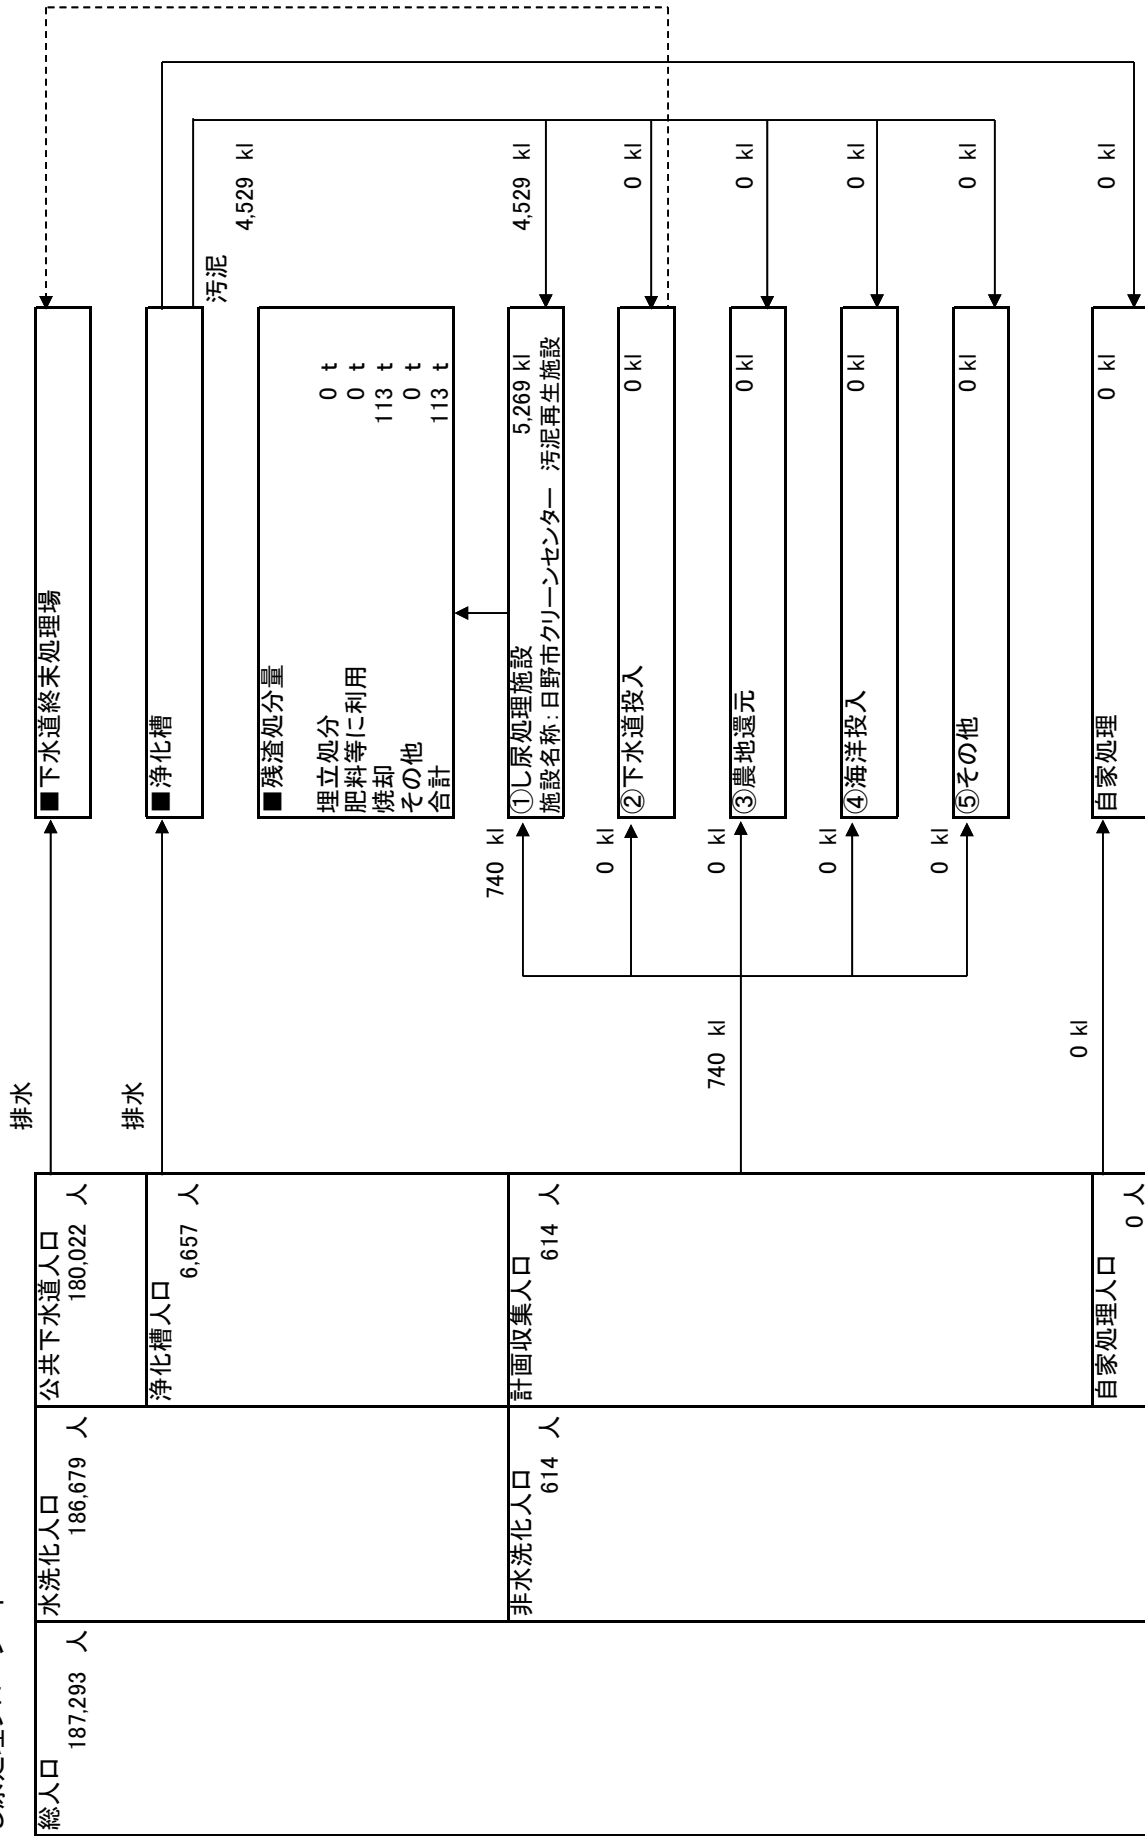 総人口
187,293 人
水洗化人口
186,679 人
公共下水道人口
180,022 人
排水
■下水道終末処理場
浄化槽人口
6,657 人
排水
■浄化槽
汚泥
4,529 kl
■残渣処分量
埋立処分 0 t
肥料等に利用 0 t
焼却 113 t
その他 0 t
合計 113 t
非水洗化人口
614 人
計画収集人口
614 人
740 kl
740 kl
①し尿処理施設 5,269 kl
施設名称:日野市クリーンセンター 汚泥再生施設
4,529 kl
0 kl
②下水道投入 0 kl
0 kl
0 kl
③農地還元 0 kl
0 kl
0 kl
④海洋投入 0 kl
0 kl
0 kl
⑤その他 0 kl
0 kl
自家処理人口
0 人
0 kl
自家処理 0 kl
0 kl